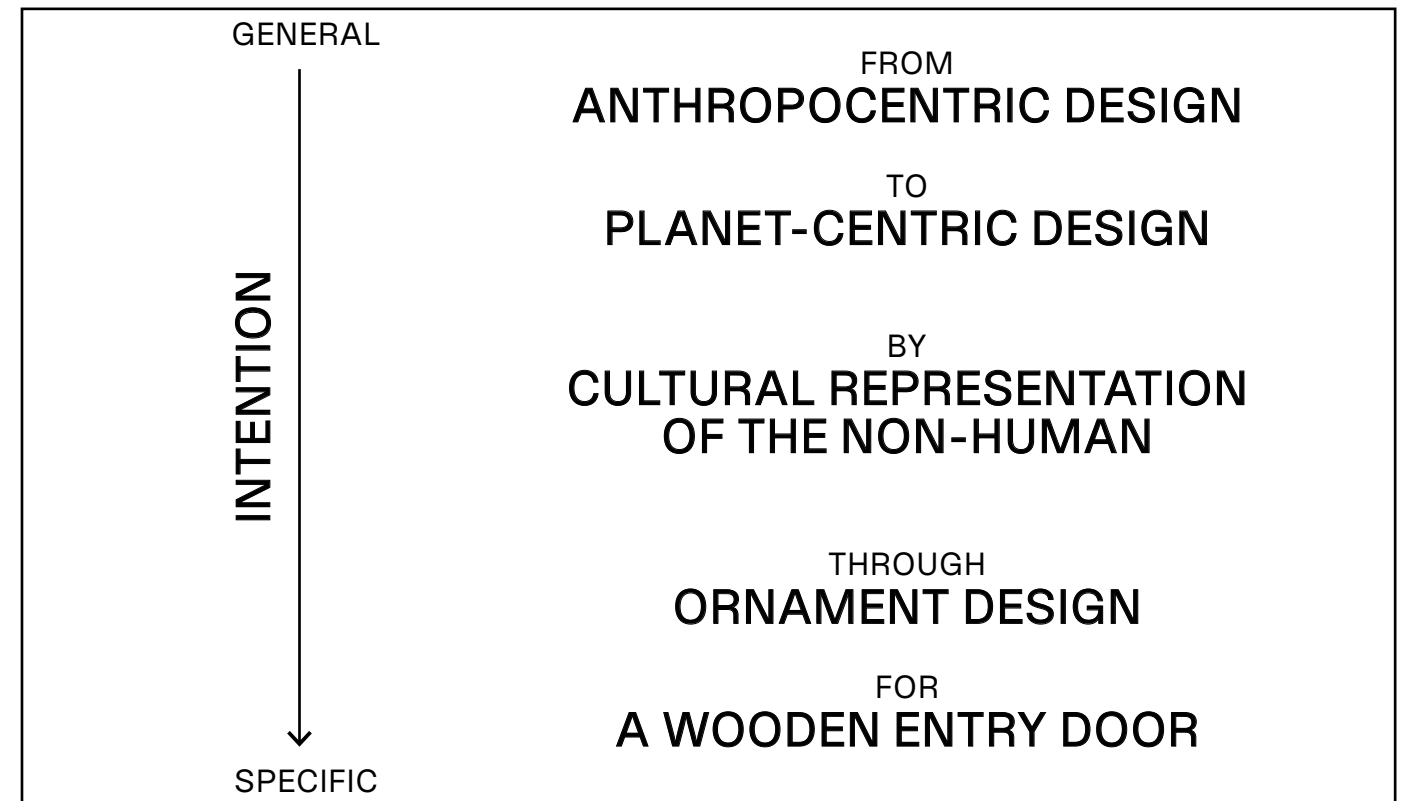 GENERAL
INTENTION
SPECIFIC
FROM
ANTHROPOCENTRIC DESIGN
TO
PLANET-CENTRIC DESIGN
BY
CULTURAL REPRESENTATION
OF THE NON-HUMAN
THROUGH
ORNAMENT DESIGN
FOR
A WOODEN ENTRY DOOR